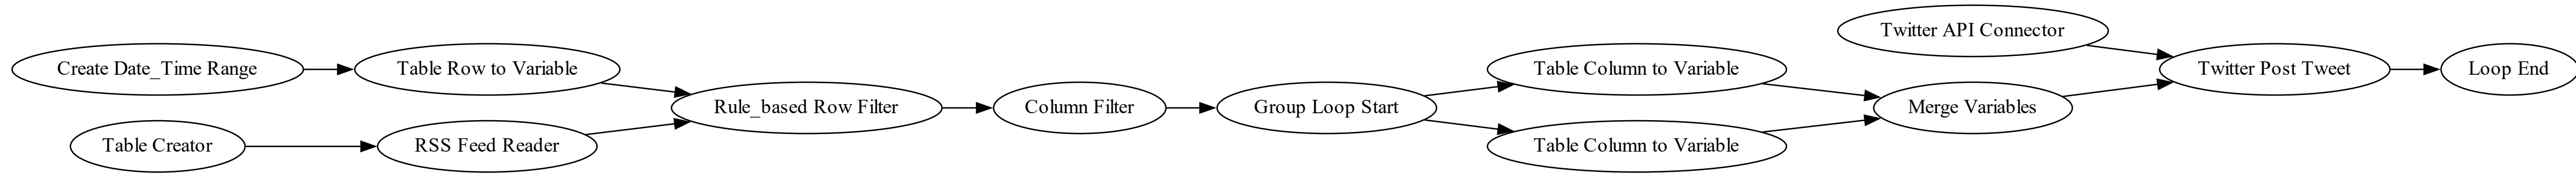 Create Date_Time Range
Table Row to Variable
Table Creator
RSS Feed Reader
Rule_based Row Filter
Column Filter
Group Loop Start
Table Column to Variable
Table Column to Variable
Twitter API Connector
Merge Variables
Twitter Post Tweet
Loop End